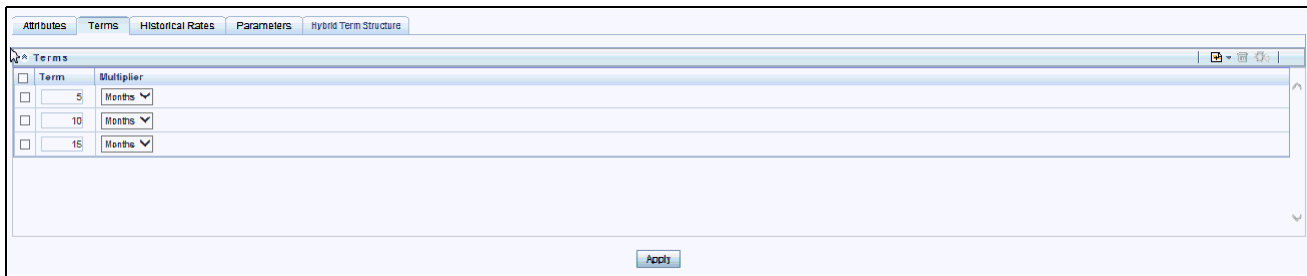 Attributes Terms Historical Rates Parameters Hybrid Term Structure
Terms
Term Multiplier
5 Months
10 Months
15 Months
Apply